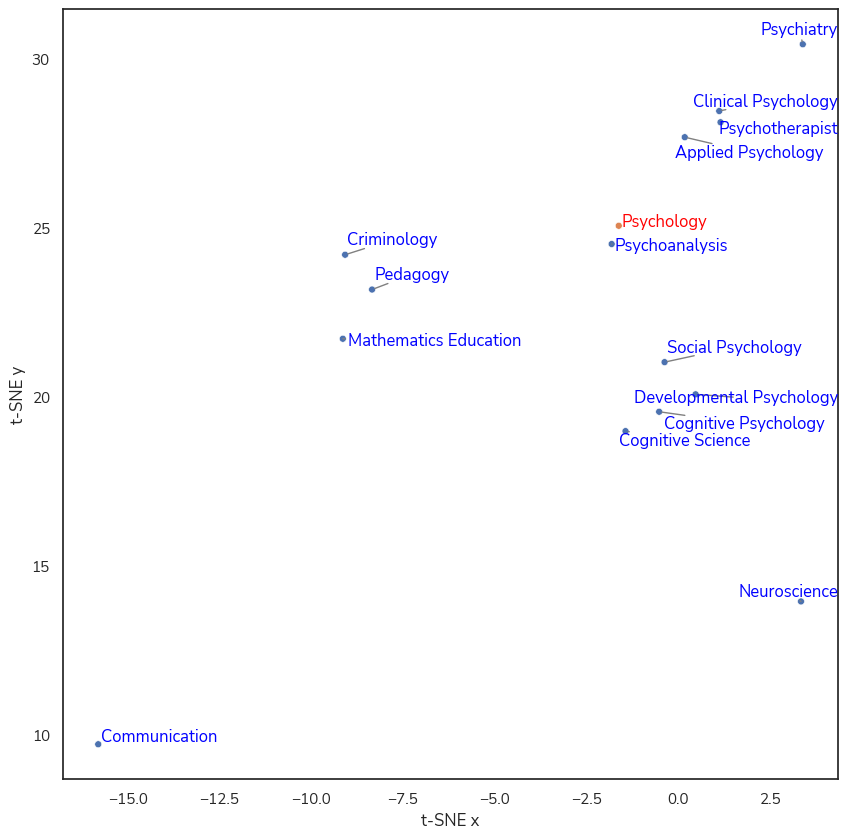 Psychiatry
30
Clinical Psychology
Psychotherapist
Applied Psychology
25
Psychology
Criminology
Psychoanalysis
Pedagogy
Mathematics Education
Social Psychology
20
Developmental Psychology
Cognitive Psychology
Cognitive Science
t-SNE y
15
Neuroscience
10
Communication
−15.0 −12.5 −10.0 −7.5 −5.0 −2.5 0.0 2.5
t-SNE x